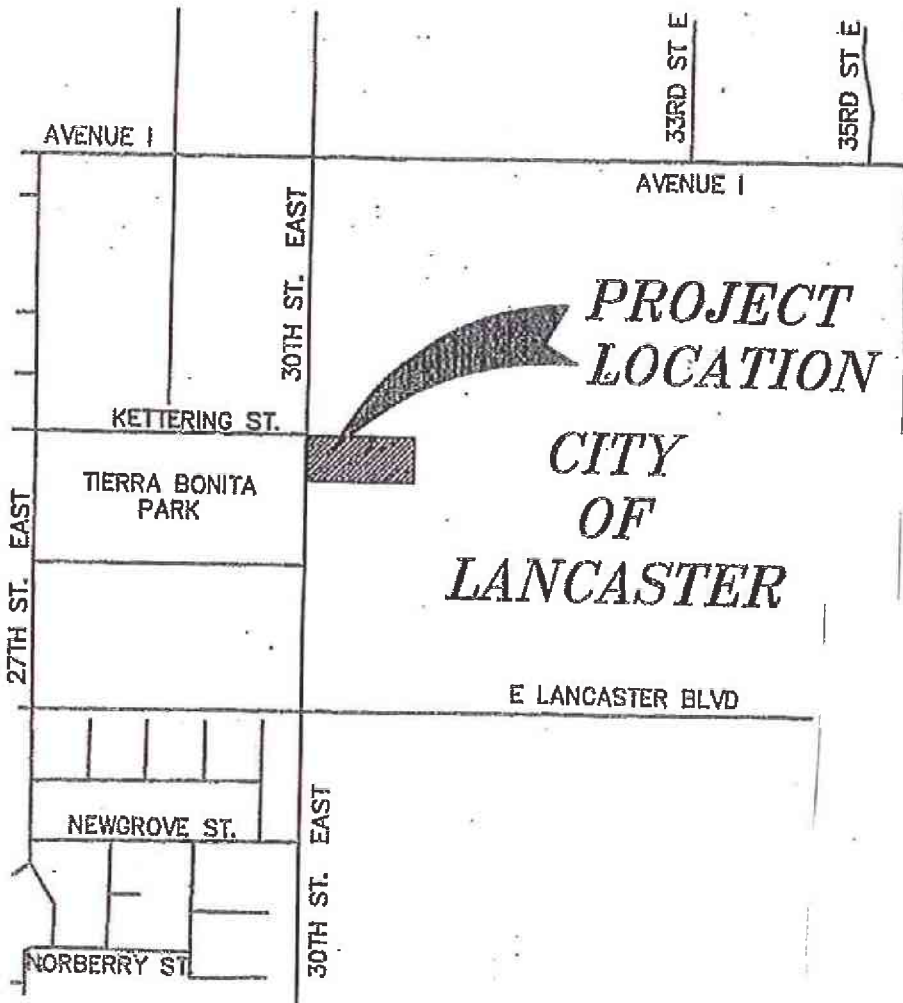 33RD ST E
35RD ST E
AVENUE I
AVENUE I
30TH ST. EAST
PROJECT
LOCATION
KETTERING ST.
CITY
OF
LANCASTER
TIERRA BONITA
PARK
27TH ST. EAST
E LANCASTER BLVD
NEWGROVE ST.
30TH ST. EAST
NORBERRY ST